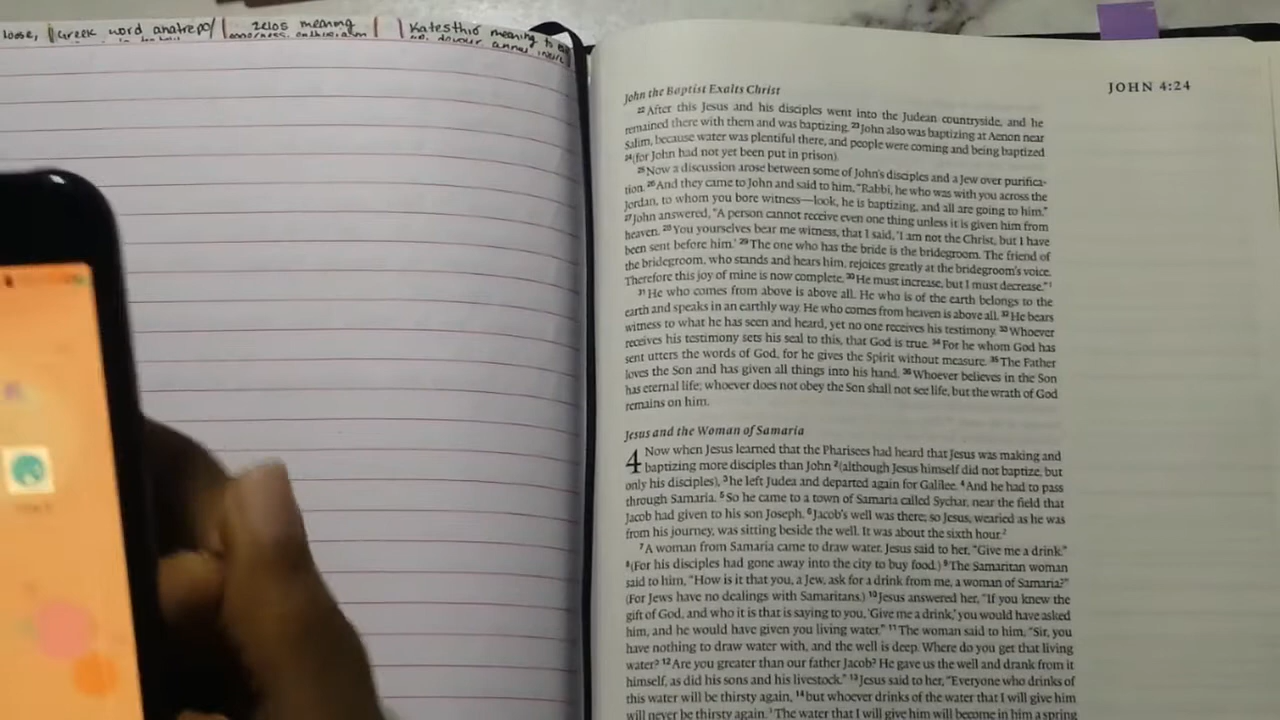 loose, | Greek word anatrepo/ | zelos meaning | Katesthio meaning to
devour
John the Baptist Exalts Christ
JOHN 4:24
22 After this Jesus and his disciples went into the Judean countryside, and he
remained there with them and was baptizing. 23 John also was baptizing at Aenon near
Salim, because water was plentiful there, and people were coming and being baptized
24 (for John had not yet been put in prison).
25 Now a discussion arose between some of John's disciples and a Jew over purifica-
tion. 26 And they came to John and said to him, "Rabbi, he who was with you across the
Jordan, to whom you bore witness—look, he is baptizing, and all are going to him."
27 John answered, "A person cannot receive even one thing unless it is given him from
heaven. 28 You yourselves bear me witness, that I said, 'I am not the Christ, but I have
been sent before him.' 29 The one who has the bride is the bridegroom. The friend of
the bridegroom, who stands and hears him, rejoices greatly at the bridegroom's voice.
Therefore this joy of mine is now complete. 30 He must increase, but I must decrease."1
31 He who comes from above is above all. He who is of the earth belongs to the
earth and speaks in an earthly way. He who comes from heaven is above all. 32 He bears
witness to what he has seen and heard, yet no one receives his testimony. 33 Whoever
receives his testimony sets his seal to this, that God is true. 34 For he whom God has
sent utters the words of God, for he gives the Spirit without measure. 35 The Father
loves the Son and has given all things into his hand. 36 Whoever believes in the Son
has eternal life; whoever does not obey the Son shall not see life, but the wrath of God
remains on him.
Jesus and the Woman of Samaria
4 Now when Jesus learned that the Pharisees had heard that Jesus was making and
baptizing more disciples than John 2 (although Jesus himself did not baptize, but
only his disciples), 3 he left Judea and departed again for Galilee. 4 And he had to pass
through Samaria. 5 So he came to a town of Samaria called Sychar, near the field that
Jacob had given to his son Joseph. 6 Jacob's well was there; so Jesus, wearied as he was
from his journey, was sitting beside the well. It was about the sixth hour.2
7 A woman from Samaria came to draw water. Jesus said to her, "Give me a drink."
8 (For his disciples had gone away into the city to buy food.) 9 The Samaritan woman
said to him, "How is it that you, a Jew, ask for a drink from me, a woman of Samaria?"
(For Jews have no dealings with Samaritans.) 10 Jesus answered her, "If you knew the
gift of God, and who it is that is saying to you, 'Give me a drink,' you would have asked
him, and he would have given you living water." 11 The woman said to him, "Sir, you
have nothing to draw water with, and the well is deep. Where do you get that living
water? 12 Are you greater than our father Jacob? He gave us the well and drank from it
himself, as did his sons and his livestock." 13 Jesus said to her, "Everyone who drinks of
this water will be thirsty again, 14 but whoever drinks of the water that I will give him
will never be thirsty again. The water that I will give him will become in him a spring